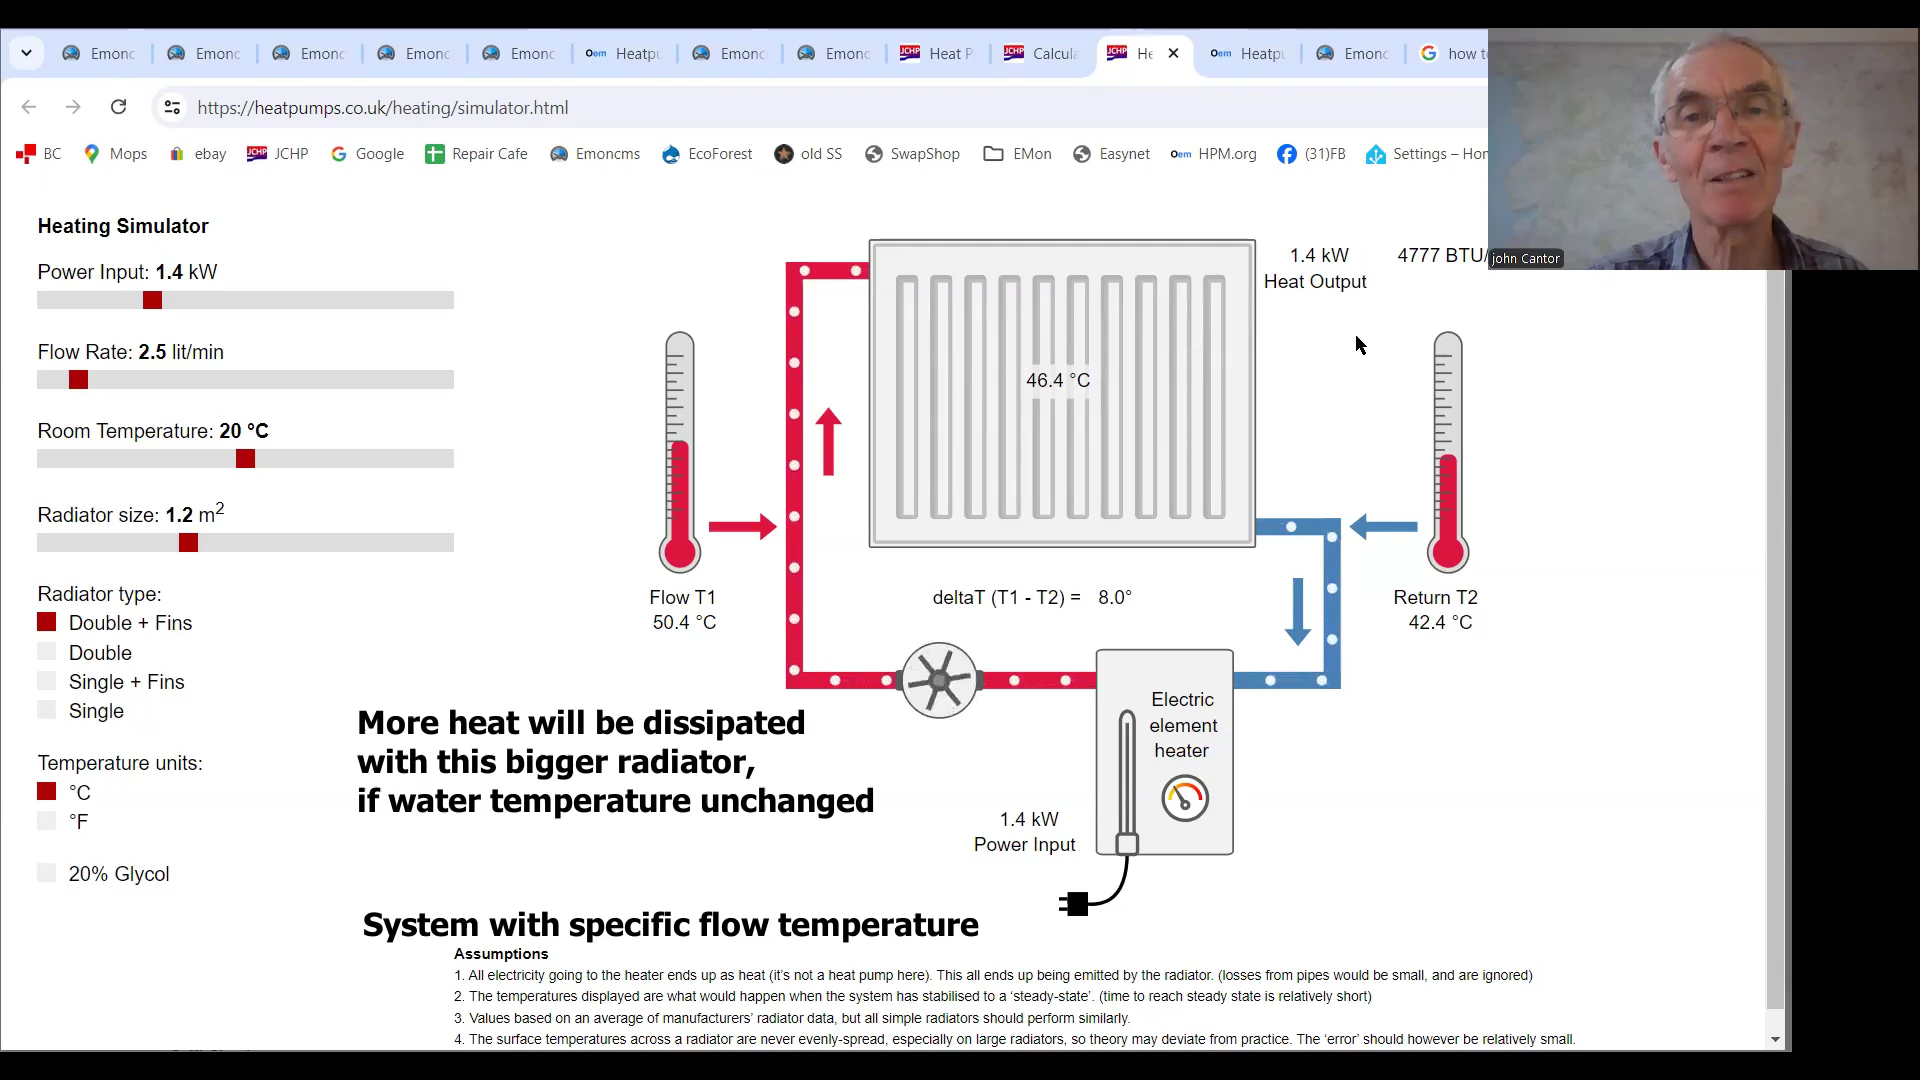 Emonc
Emonc
Emonc
Emonc
Emonc
Oem Heatpu
Emonc
Emonc
JCHP Heat P
JCHP Calcula
JCHP He
Oem Heatpu
Emonc
how to
https://heatpumps.co.uk/heating/simulator.html
BC Mops ebay JCHP JCHP Google Repair Cafe Emoncms EcoForest old SS SwapShop EMon Easynet Oem HPM.org (31)FB Settings – Hon
john Cantor
Heating Simulator
Power Input: 1.4 kW
Flow Rate: 2.5 lit/min
Room Temperature: 20 °C
Radiator size: 1.2 m2
Radiator type:
Double + Fins
Double
Single + Fins
Single
Temperature units:
°C
°F
20% Glycol
46.4 °C
1.4 kW
Heat Output
4777 BTU/
Flow T1
50.4 °C
deltaT (T1 - T2) = 8.0°
Return T2
42.4 °C
Electric
element
heater
1.4 kW
Power Input
More heat will be dissipated
with this bigger radiator,
if water temperature unchanged
System with specific flow temperature
Assumptions
1. All electricity going to the heater ends up as heat (it's not a heat pump here). This all ends up being emitted by the radiator. (losses from pipes would be small, and are ignored)
2. The temperatures displayed are what would happen when the system has stabilised to a 'steady-state'. (time to reach steady state is relatively short)
3. Values based on an average of manufacturers' radiator data, but all simple radiators should perform similarly.
4. The surface temperatures across a radiator are never evenly-spread, especially on large radiators, so theory may deviate from practice. The 'error' should however be relatively small.